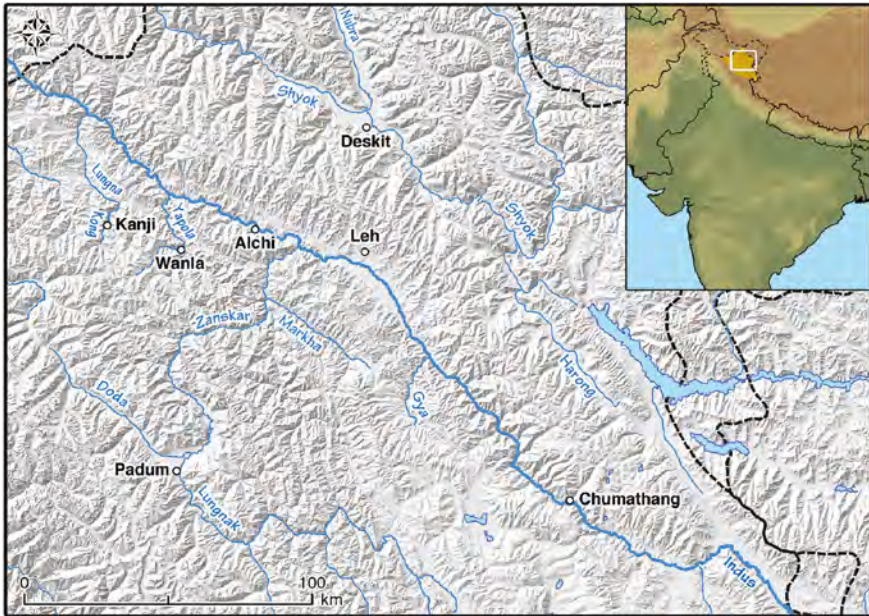 Nubra
Shyok
Deskit
Lungna
Kong
Kanji
Yapola
Wanla
Alchi
Leh
Shyok
Zanskar
Markha
Harong
Doda
Gya
Padum
Lungnak
Chumathang
Indus
0
100
km